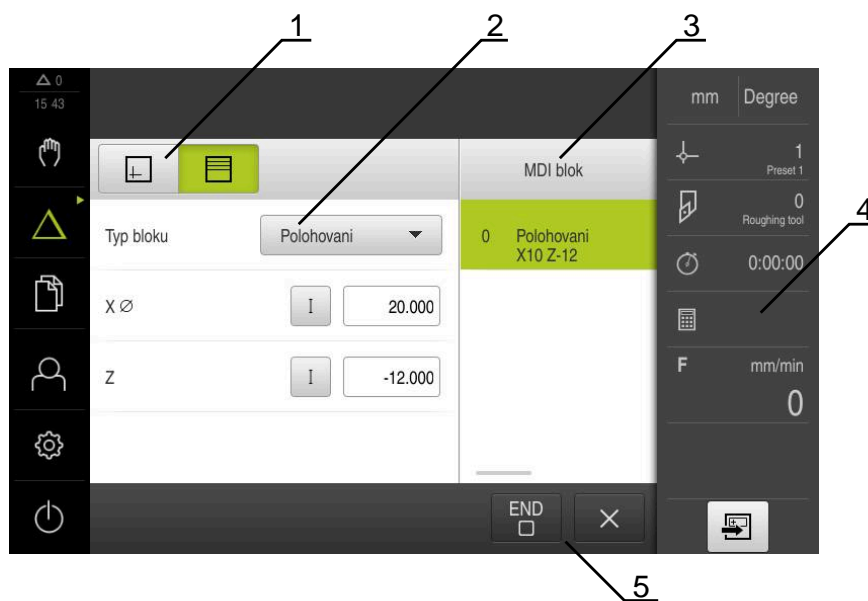 1
2
3
0
15 43
mm Degree
1
Preset 1
MDI blok
0
Roughing tool
4
Typ bloku Polohovani
0 Polohovani
X10 Z-12
0:00:00
X ∅ I 20.000
Z I -12.000
F mm/min
0
END
5